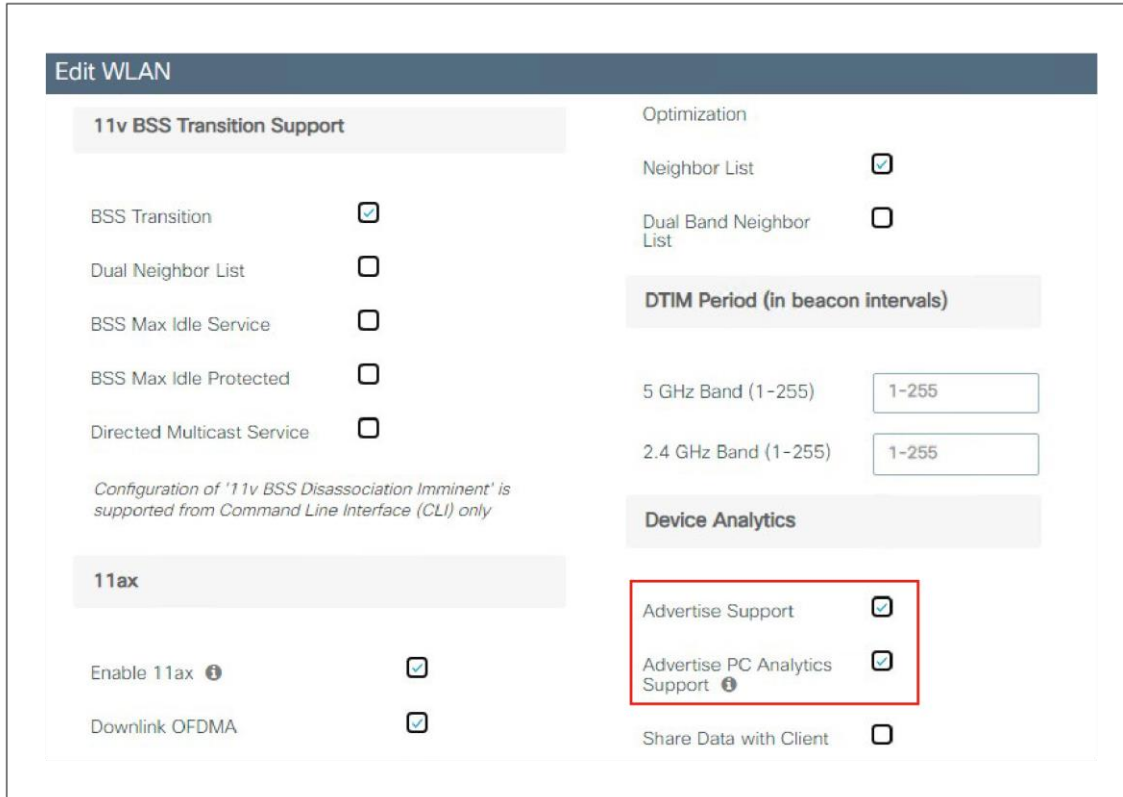 Edit WLAN
11v BSS Transition Support
BSS Transition
Dual Neighbor List
BSS Max Idle Service
BSS Max Idle Protected
Directed Multicast Service
Configuration of '11v BSS Disassociation Imminent' is
supported from Command Line Interface (CLI) only
11ax
Enable 11ax
Downlink OFDMA
Optimization
Neighbor List
Dual Band Neighbor
List
DTIM Period (in beacon intervals)
5 GHz Band (1-255)
1-255
2.4 GHz Band (1-255)
1-255
Device Analytics
Advertise Support
Advertise PC Analytics
Support
Share Data with Client